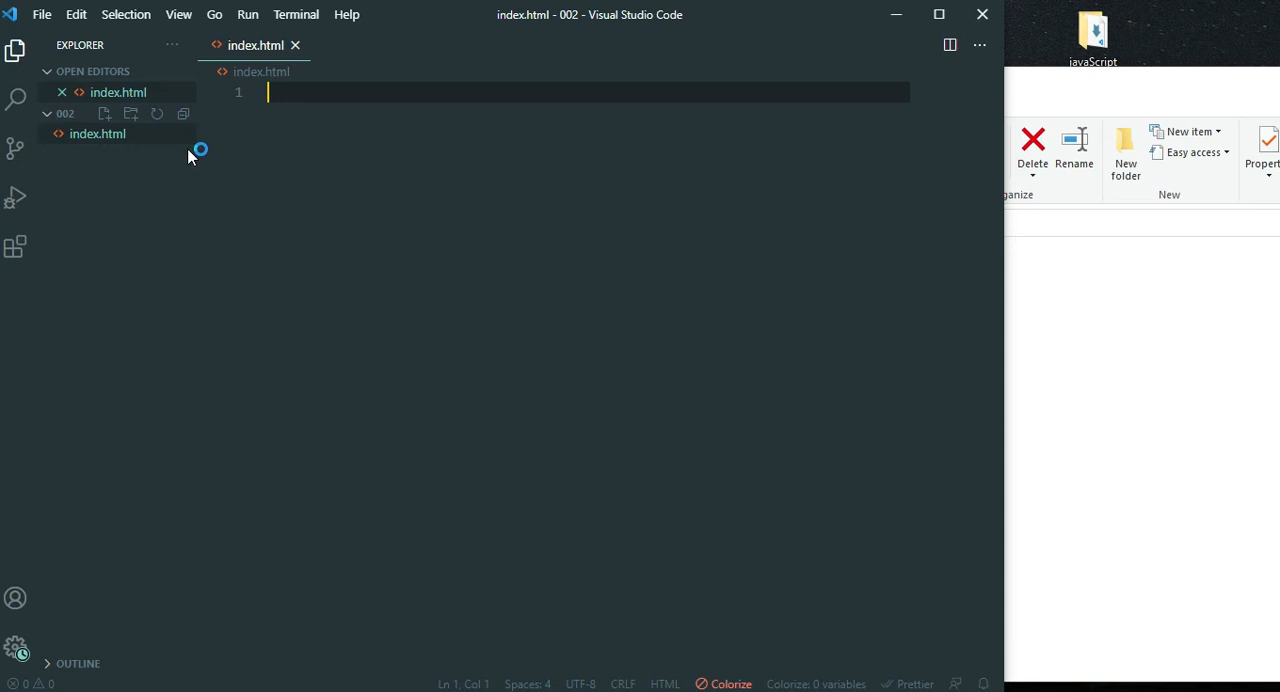 File Edit Selection View Go Run Terminal Help
index.html - 002 - Visual Studio Code
EXPLORER
index.html
OPEN EDITORS
index.html
index.html
1
002
index.html
OUTLINE
0 0
Ln 1, Col 1 Spaces: 4 UTF-8 CRLF HTML Colorize Colorize: 0 variables Prettier
javaScript
New item
Easy access
Delete
Rename
New
folder
Propert
ganize
New